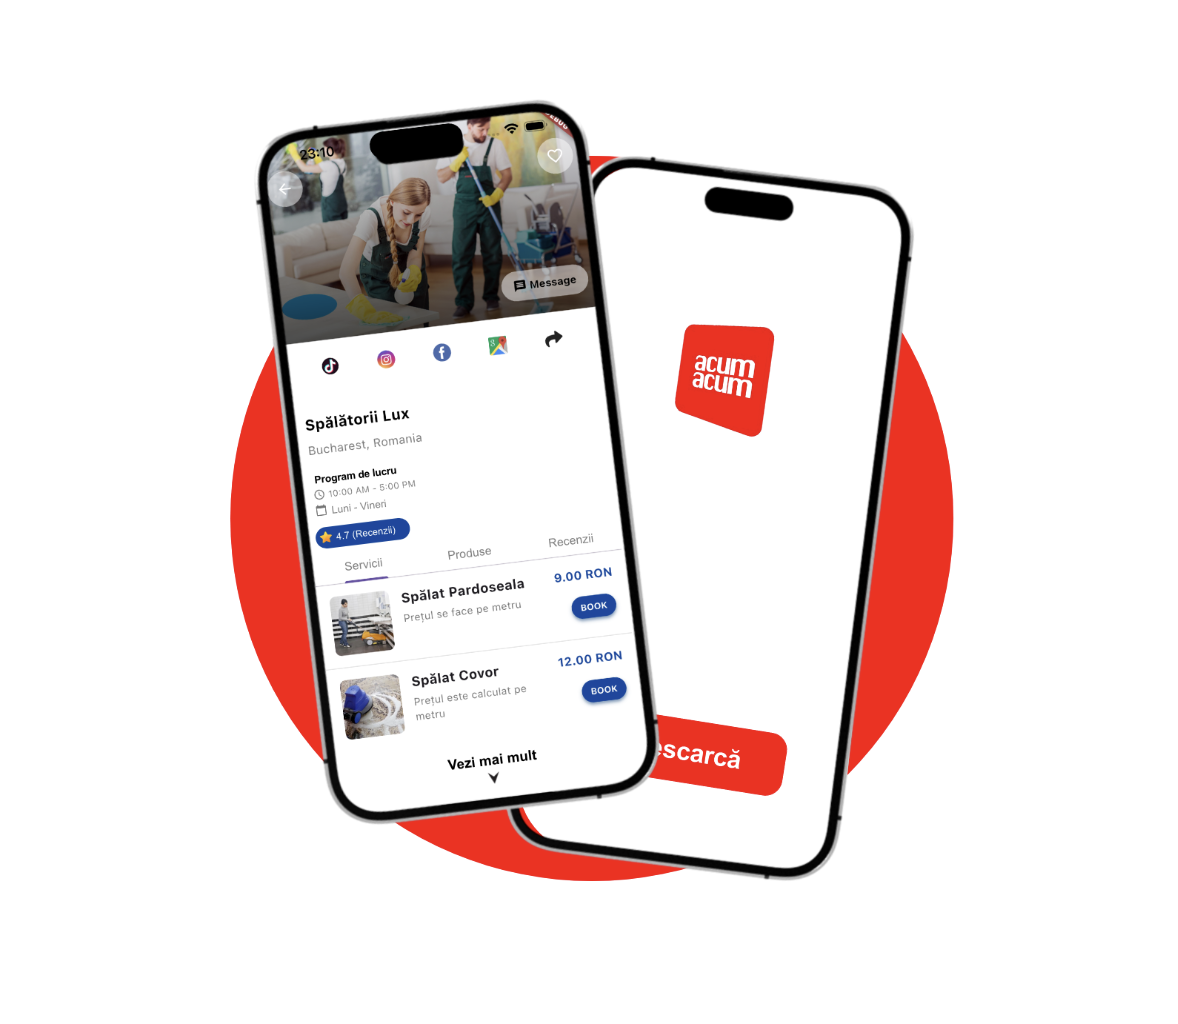 23:10
Message
Spălătorii Lux
Bucharest, Romania
Program de lucru
10:00 AM - 5:00 PM
Luni - Vineri
4.7 (Recenzii)
Servicii
Produse
Recenzii
Spălat Pardoseala
9.00 RON
Prețul se face pe metru
BOOK
Spălat Covor
12.00 RON
Prețul este calculat pe
metru
BOOK
Vezi mai mult
acum
acum
escarcă